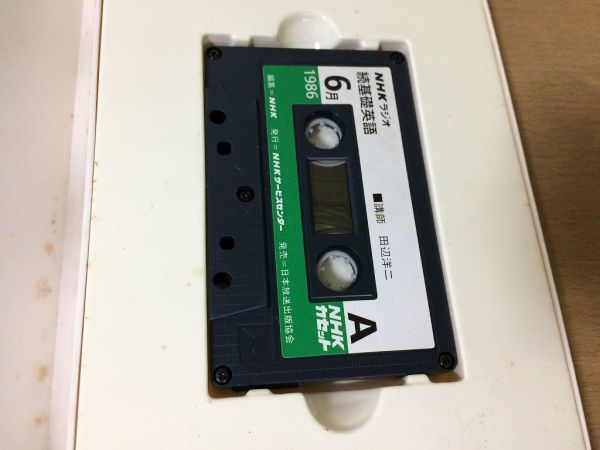 NHKラジオ
続基礎英語
6月
1986
■講師 田辺洋二
A
NHK
カセット
編集=NHK 発行=NHKサービスセンター 発売=日本放送出版協会